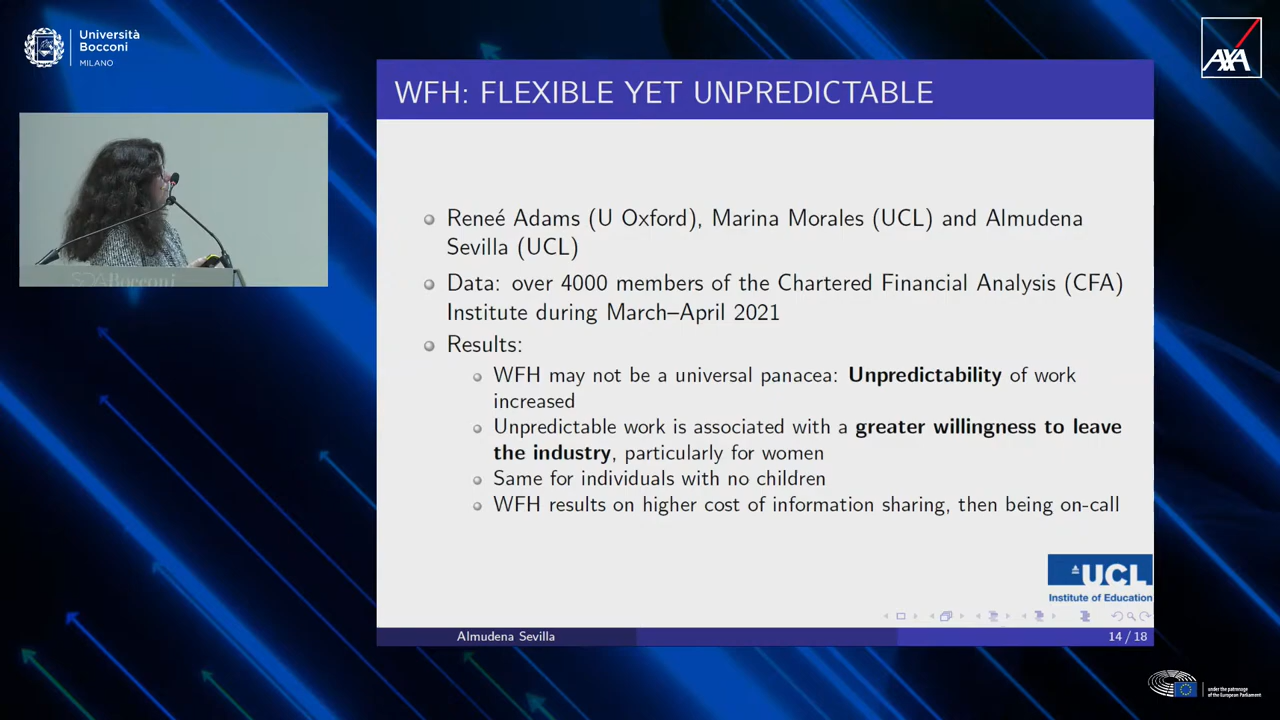 Università
Bocconi
MILANO
AXA
WFH: FLEXIBLE YET UNPREDICTABLE
Reneé Adams (U Oxford), Marina Morales (UCL) and Almudena
Sevilla (UCL)
Data: over 4000 members of the Chartered Financial Analysis (CFA)
Institute during March–April 2021
Results:
WFH may not be a universal panacea: Unpredictability of work
increased
Unpredictable work is associated with a greater willingness to leave
the industry, particularly for women
Same for individuals with no children
WFH results on higher cost of information sharing, then being on-call
Bocconi
UCL
Institute of Education
Almudena Sevilla
14 / 18
under the patronage
of the European Parliament